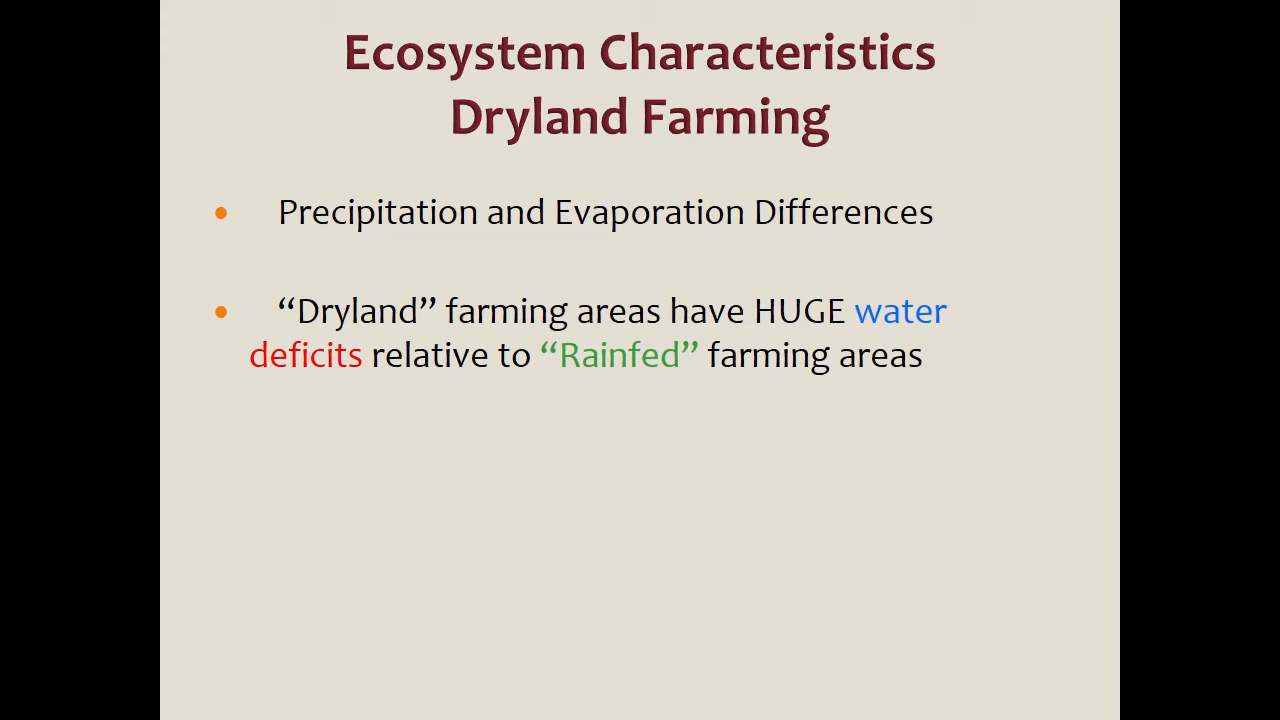 Ecosystem Characteristics
Dryland Farming
• Precipitation and Evaporation Differences
• “Dryland” farming areas have HUGE water
deficits relative to “Rainfed” farming areas